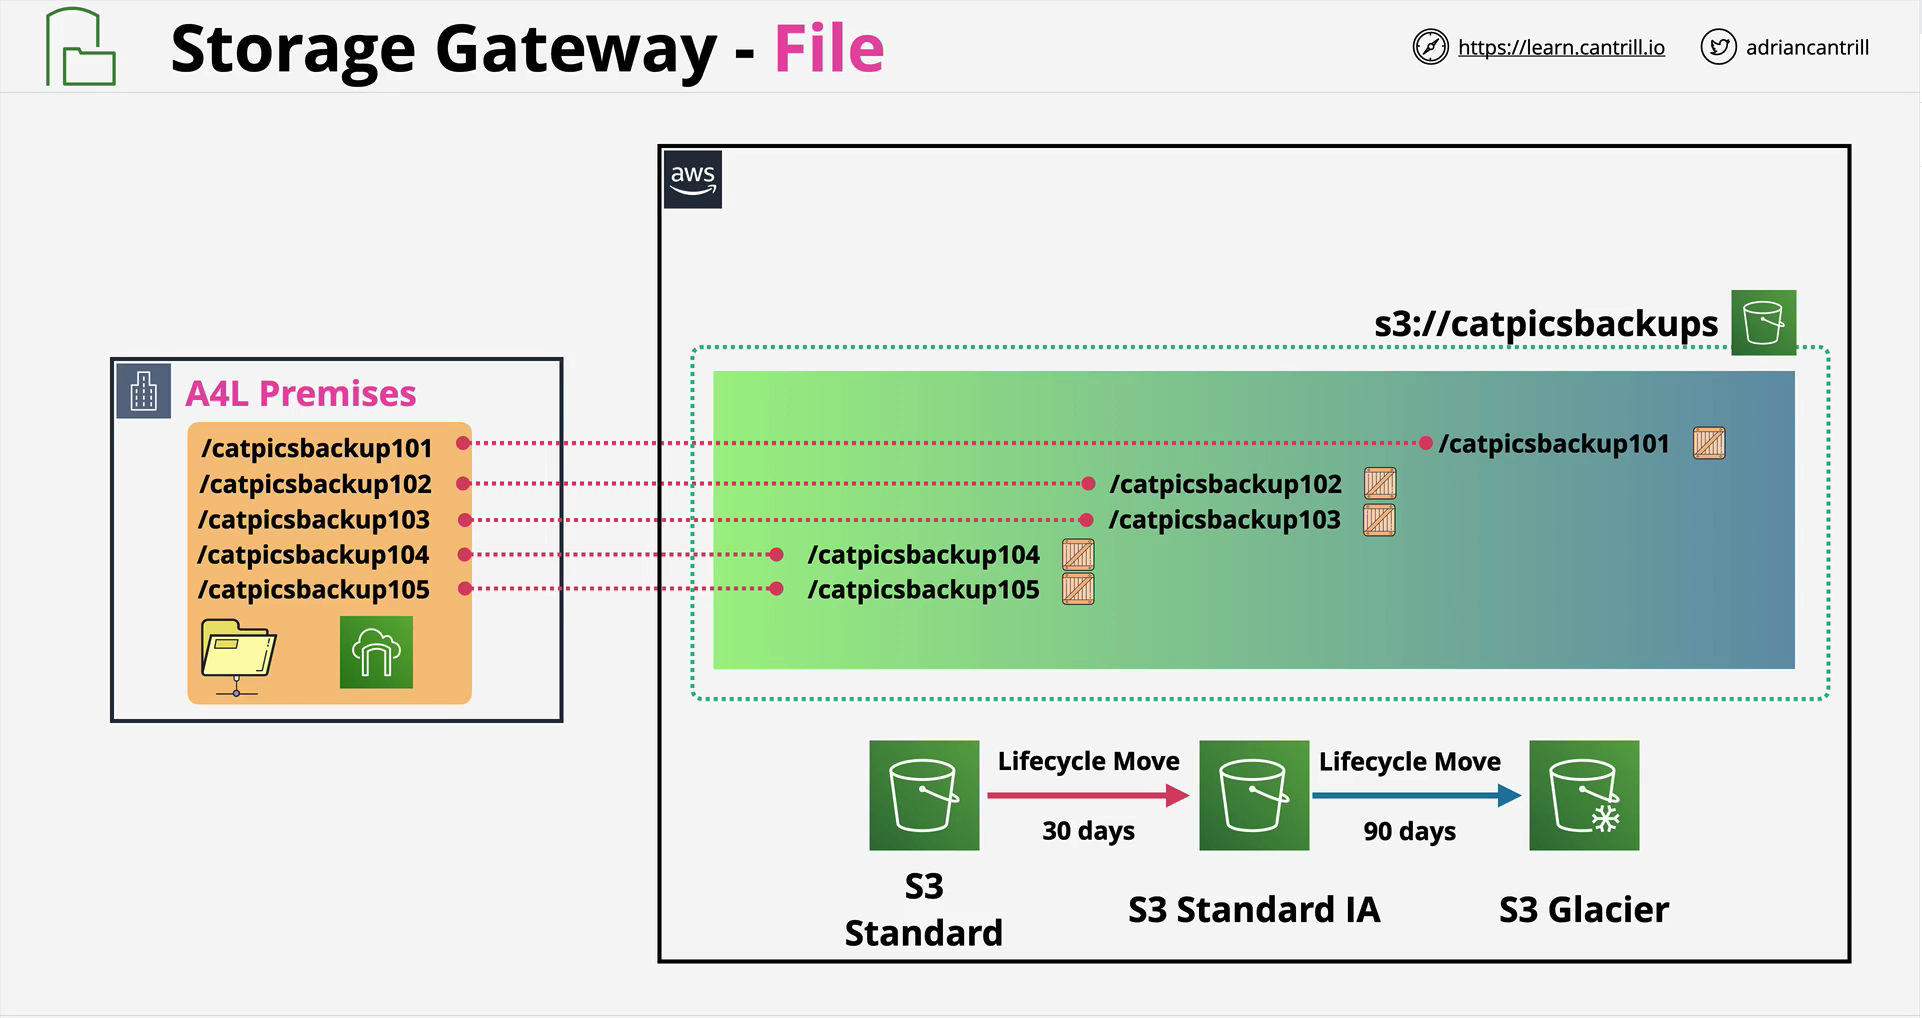 Storage Gateway - File
https://learn.cantrill.io
adriancantrill
aws
s3://catpicsbackups
A4L Premises
/catpicsbackup101
/catpicsbackup102
/catpicsbackup103
/catpicsbackup104
/catpicsbackup105
/catpicsbackup101
/catpicsbackup102
/catpicsbackup103
/catpicsbackup104
/catpicsbackup105
Lifecycle Move
30 days
Lifecycle Move
90 days
S3
Standard
S3 Standard IA
S3 Glacier